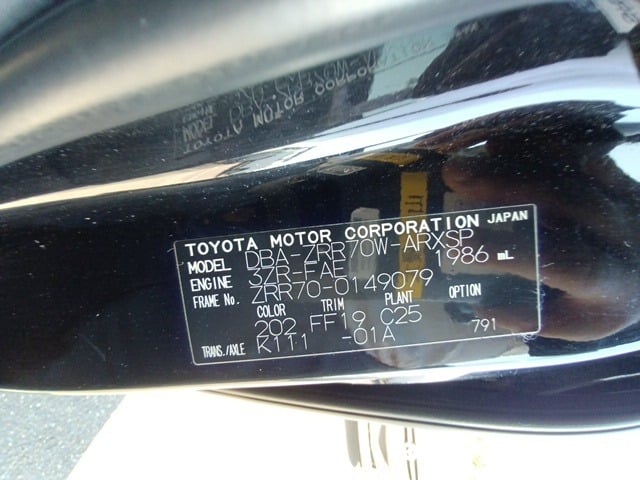 TOYOTA MOTOR CORPORATION JAPAN
MODEL DBA-ZRR70W-ARXSP
ENGINE 3ZR-FAE 1986 mL
FRAME No. ZRR70-0149079
COLOR TRIM PLANT OPTION
202 FF19 C25
TRANS./AXLE K111 -01A 791